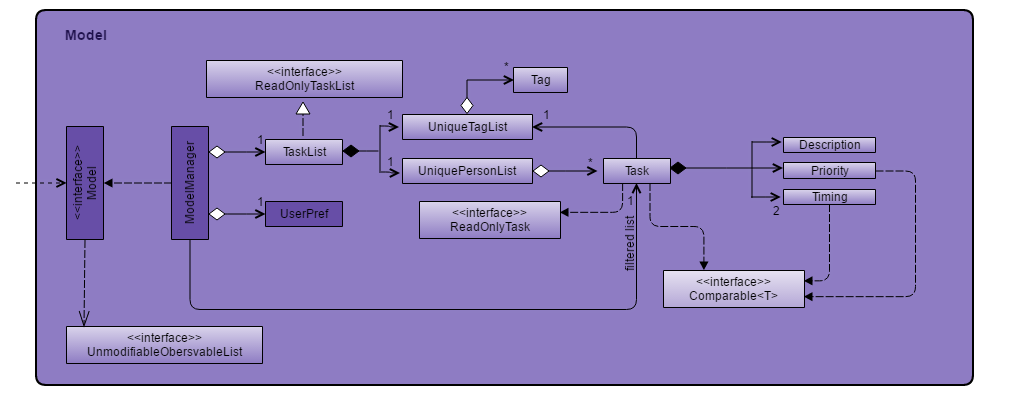 Model
<<interface>>
ReadOnlyTaskList
*
Tag
1
UniqueTagList
1
<<interface>>
Model
ModelManager
1
TaskList
1
UniquePersonList
*
Task
Description
Priority
Timing
2
1
UserPref
<<interface>>
ReadOnlyTask
1
filtered list
<<interface>>
Comparable<T>
<<interface>>
UnmodifiableObersvableList